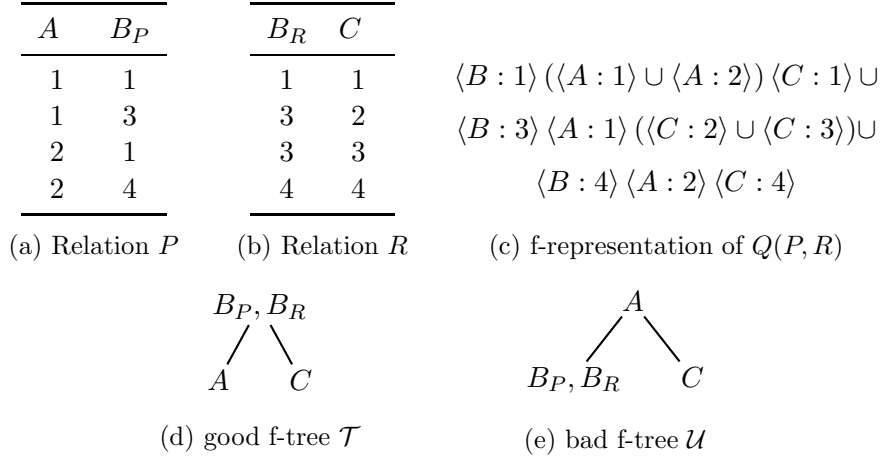 A B_P B_R C
1 1 1 1 ⟨B : 1⟩ (⟨A : 1⟩ ∪ ⟨A : 2⟩) ⟨C : 1⟩ ∪
1 3 3 2 ⟨B : 3⟩ ⟨A : 1⟩ (⟨C : 2⟩ ∪ ⟨C : 3⟩)∪
2 1 3 3
2 4 4 4 ⟨B : 4⟩ ⟨A : 2⟩ ⟨C : 4⟩
(a) Relation P (b) Relation R (c) f-representation of Q(P, R)
B_P, B_R A
A C B_P, B_R C
(d) good f-tree 𝒯 (e) bad f-tree 𝒰